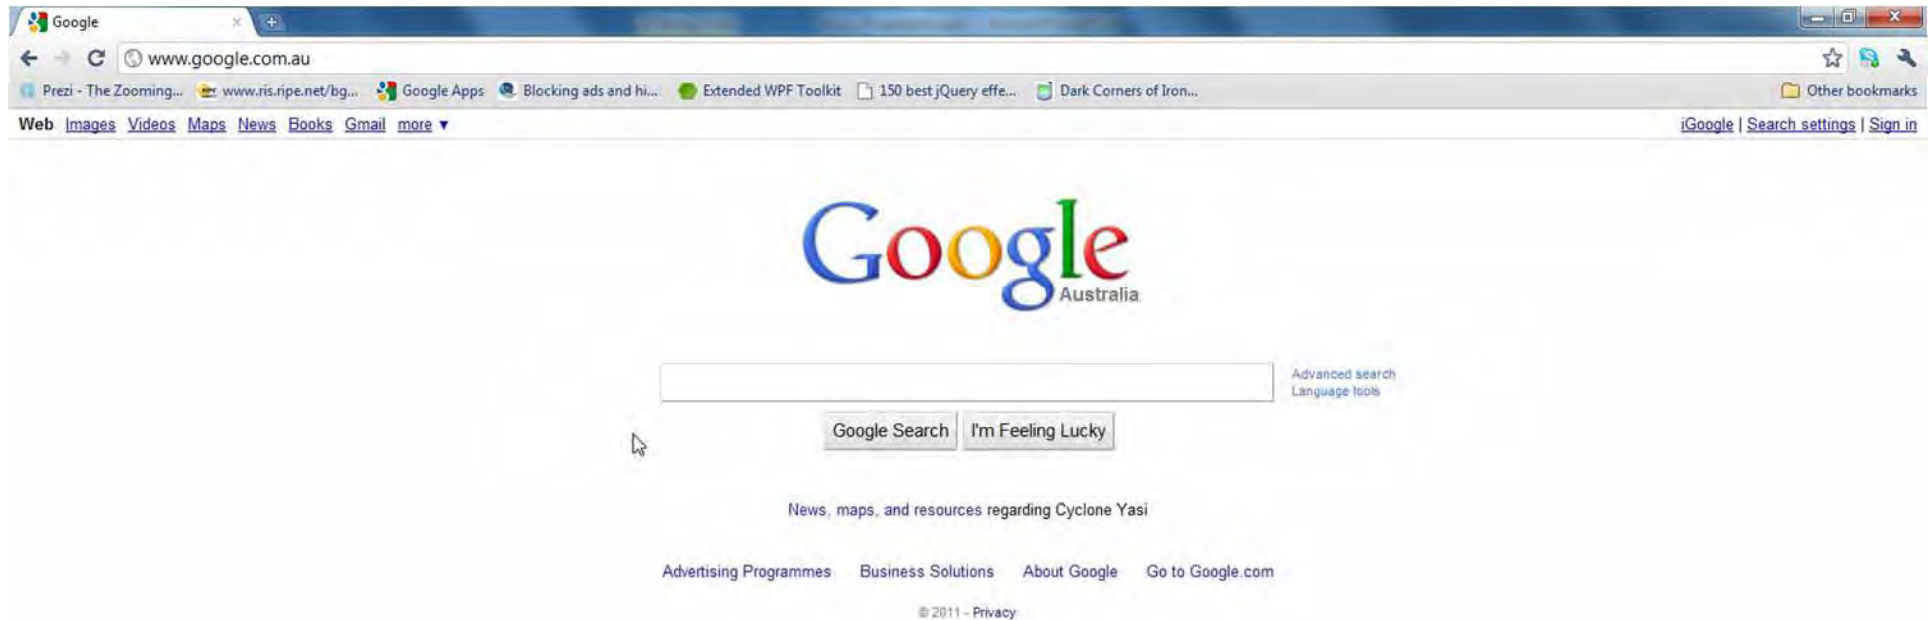 Google
www.google.com.au
Prezi - The Zooming... www.ris.ripe.net/bg... Google Apps Blocking ads and hi... Extended WPF Toolkit 150 best jQuery effe... Dark Corners of Iron... Other bookmarks
Web Images Videos Maps News Books Gmail more ▼ iGoogle | Search settings | Sign in
Google
Australia
Advanced search
Language tools
Google Search I'm Feeling Lucky
News, maps, and resources regarding Cyclone Yasi
Advertising Programmes Business Solutions About Google Go to Google.com
© 2011 - Privacy